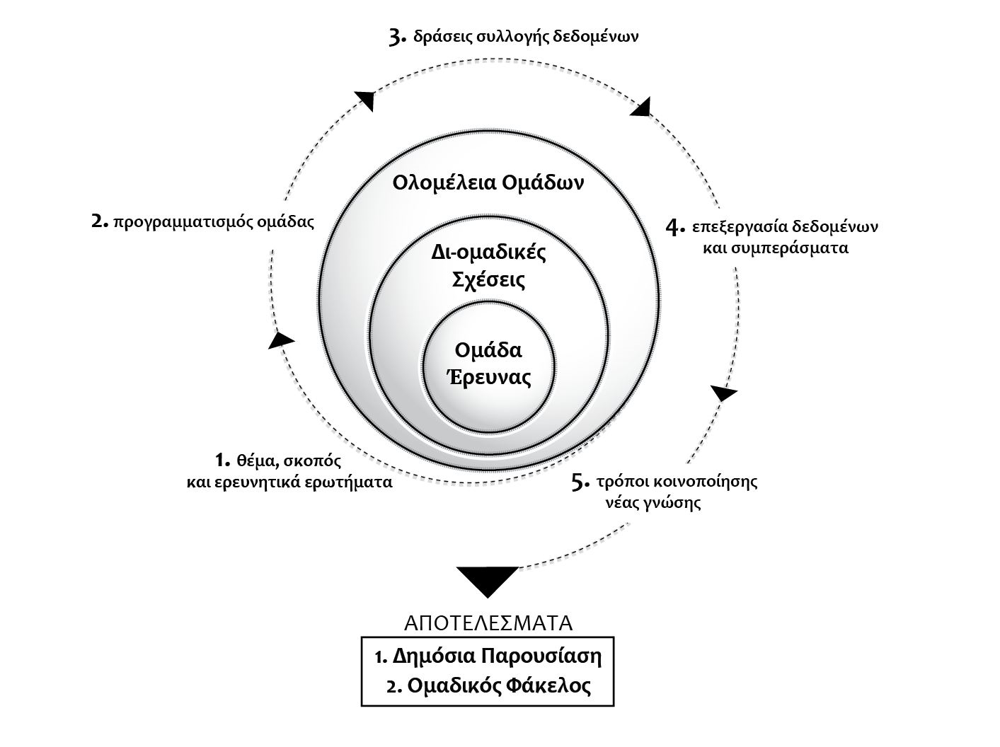 3. δράσεις συλλογής δεδομένων
Ολομέλεια Ομάδων
2. προγραμματισμός ομάδας
4. επεξεργασία δεδομένων
και συμπεράσματα
Δι-ομαδικές
Σχέσεις
Ομάδα
Έρευνας
1. θέμα, σκοπός
και ερευνητικά ερωτήματα
5. τρόποι κοινοποίησης
νέας γνώσης
ΑΠΟΤΕΛΕΣΜΑΤΑ
1. Δημόσια Παρουσίαση
2. Ομαδικός Φάκελος